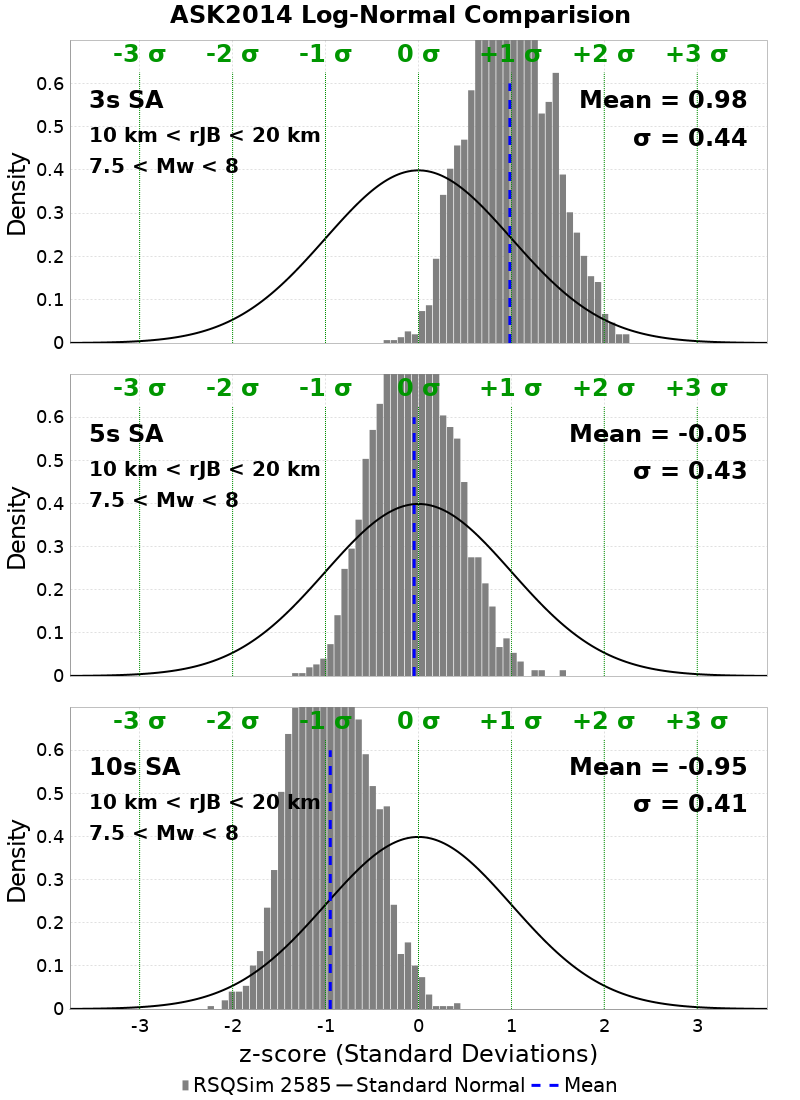 ASK2014 Log-Normal Comparision
-3 σ -2 σ -1 σ 0 σ +1 σ +2 σ +3 σ
0.6
0.5
0.4
0.3
0.2
0.1
0
Density
3s SA
10 km < rJB < 20 km
7.5 < Mw < 8
Mean = 0.98
σ = 0.44
-3 σ -2 σ -1 σ 0 σ +1 σ +2 σ +3 σ
0.6
0.5
0.4
0.3
0.2
0.1
0
Density
5s SA
10 km < rJB < 20 km
7.5 < Mw < 8
Mean = -0.05
σ = 0.43
-3 σ -2 σ -1 σ 0 σ +1 σ +2 σ +3 σ
0.6
0.5
0.4
0.3
0.2
0.1
0
Density
10s SA
10 km < rJB < 20 km
7.5 < Mw < 8
Mean = -0.95
σ = 0.41
-3 -2 -1 0 1 2 3
z-score (Standard Deviations)
RSQSim 2585 Standard Normal Mean